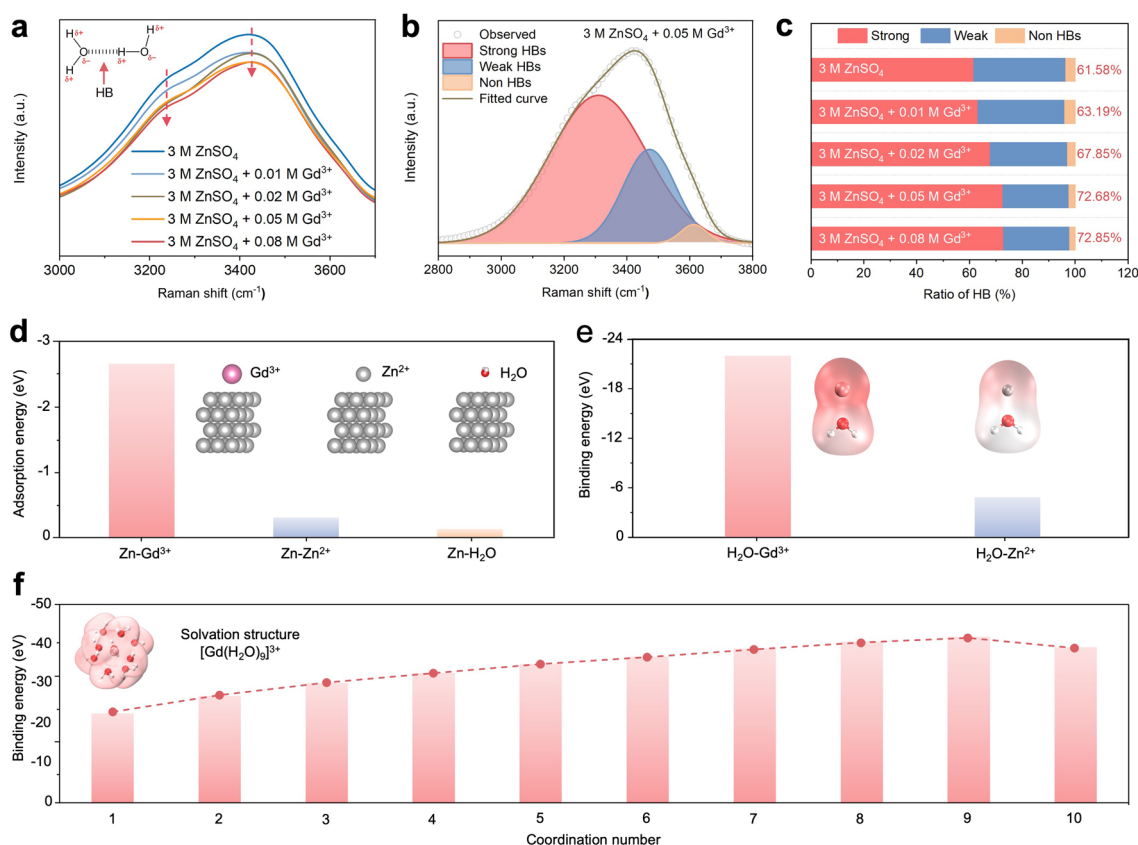 a
δ+
H
H
δ+
O
δ−
H
δ+
O
δ−
H
δ+
HB
Intensity (a.u.)
3 M ZnSO₄
3 M ZnSO₄ + 0.01 M Gd³⁺
3 M ZnSO₄ + 0.02 M Gd³⁺
3 M ZnSO₄ + 0.05 M Gd³⁺
3 M ZnSO₄ + 0.08 M Gd³⁺
3000 3200 3400 3600
Raman shift (cm⁻¹)
b
3 M ZnSO₄ + 0.05 M Gd³⁺
Observed
Strong HBs
Weak HBs
Non HBs
Fitted curve
Intensity (a.u.)
2800 3000 3200 3400 3600 3800
Raman shift (cm⁻¹)
c
Strong Weak Non HBs
3 M ZnSO₄ 61.58%
3 M ZnSO₄ + 0.01 M Gd³⁺ 63.19%
3 M ZnSO₄ + 0.02 M Gd³⁺ 67.85%
3 M ZnSO₄ + 0.05 M Gd³⁺ 72.68%
3 M ZnSO₄ + 0.08 M Gd³⁺ 72.85%
0 20 40 60 80 100 120
Ratio of HB (%)
d
Adsorption energy (eV)
-3
-2
-1
0
Gd³⁺ Zn²⁺ H₂O
Zn-Gd³⁺ Zn-Zn²⁺ Zn-H₂O
e
Binding energy (eV)
-24
-18
-12
-6
0
H₂O-Gd³⁺ H₂O-Zn²⁺
f
Binding energy (eV)
-50
-40
-30
-20
-10
0
Solvation structure
[Gd(H₂O)₉]³⁺
1 2 3 4 5 6 7 8 9 10
Coordination number